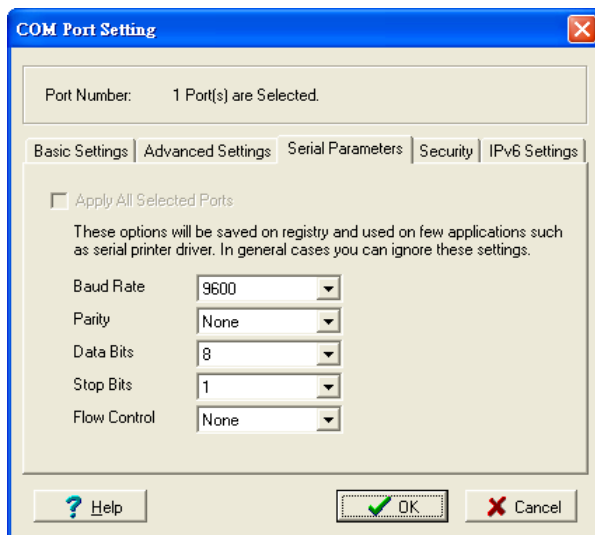 COM Port Setting
Port Number: 1 Port(s) are Selected.
Basic Settings Advanced Settings Serial Parameters Security IPv6 Settings
Apply All Selected Ports
These options will be saved on registry and used on few applications such
as serial printer driver. In general cases you can ignore these settings.
Baud Rate 9600
Parity None
Data Bits 8
Stop Bits 1
Flow Control None
? Help OK Cancel